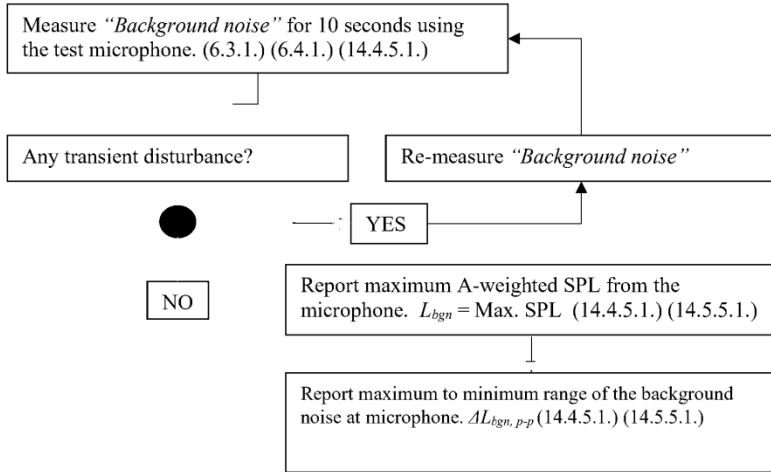 Measure “Background noise” for 10 seconds using
the test microphone. (6.3.1.) (6.4.1.) (14.4.5.1.)
Any transient disturbance?
Re-measure “Background noise”
YES
NO
Report maximum A-weighted SPL from the
microphone. Lbgn = Max. SPL (14.4.5.1.) (14.5.5.1.)
Report maximum to minimum range of the background
noise at microphone. ΔLbgn, p-p (14.4.5.1.) (14.5.5.1.)